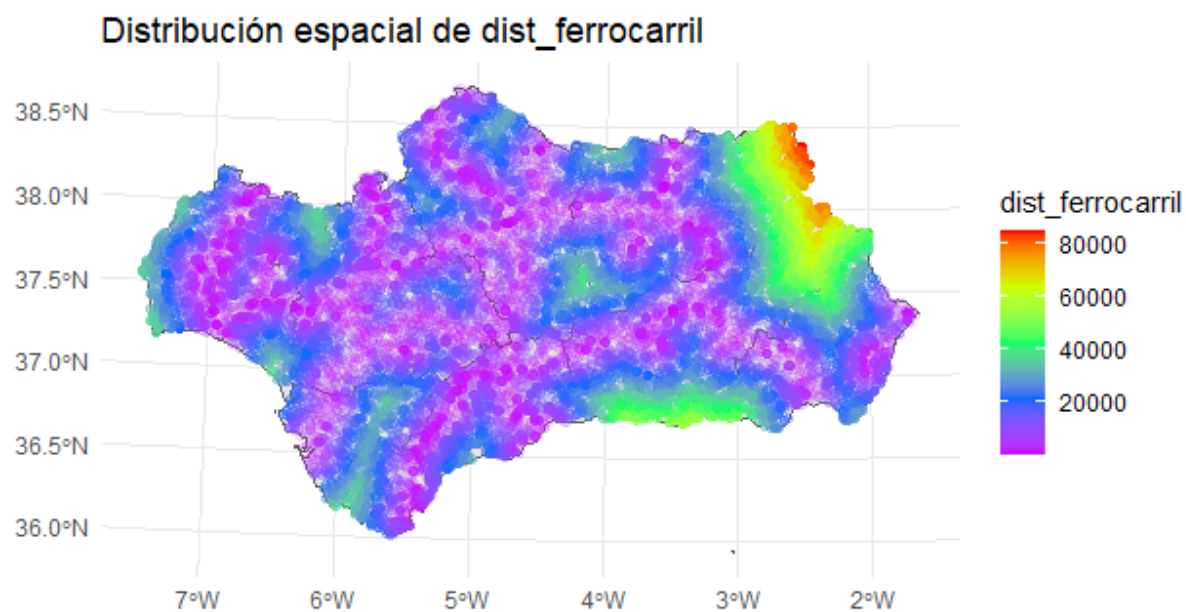 Distribución espacial de dist_ferrocarril
38.5°N
38.0°N
37.5°N
37.0°N
36.5°N
36.0°N
7°W 6°W 5°W 4°W 3°W 2°W
dist_ferrocarril
80000
60000
40000
20000